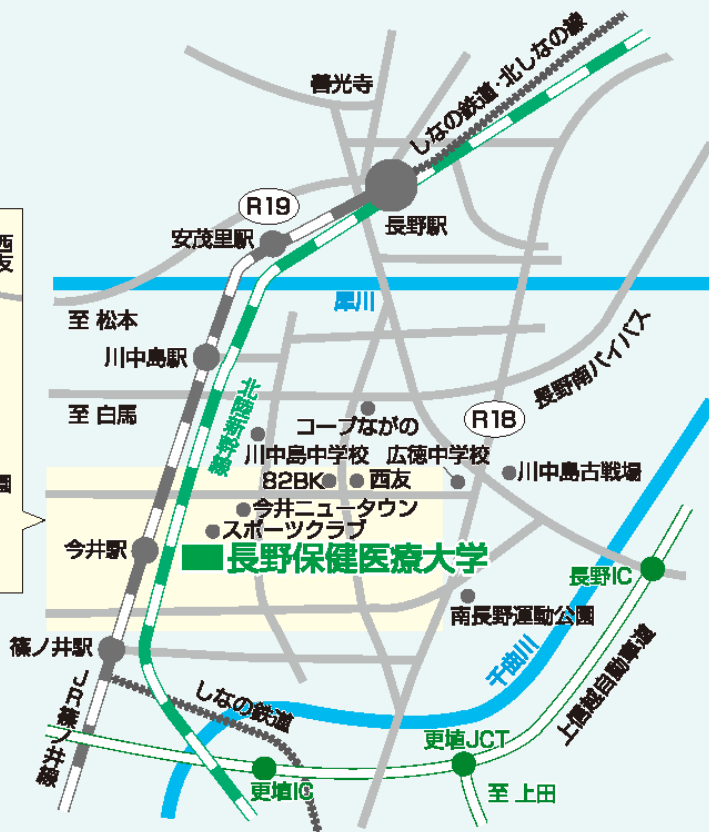 善光寺
しなの鉄道・北しなの線
R19
長野駅
安茂里駅
西友
犀川
至 松本
川中島駅
長野南バイパス
至 白馬
北陸新幹線
R18
コープながの
川中島中学校
広徳中学校
川中島古戦場
82BK
西友
園
今井ニュータウン
スポーツクラブ
今井駅
長野保健医療大学
長野IC
南長野運動公園
篠ノ井駅
千曲川
上信越自動車道
JR篠ノ井線
しなの鉄道
更埴JCT
更埴IC
至 上田